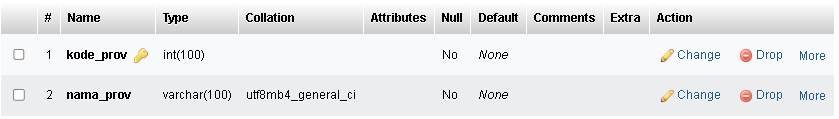 # Name Type Collation Attributes Null Default Comments Extra Action
1 kode_prov int(100) No None Change Drop More
2 nama_prov varchar(100) utf8mb4_general_ci No None Change Drop More